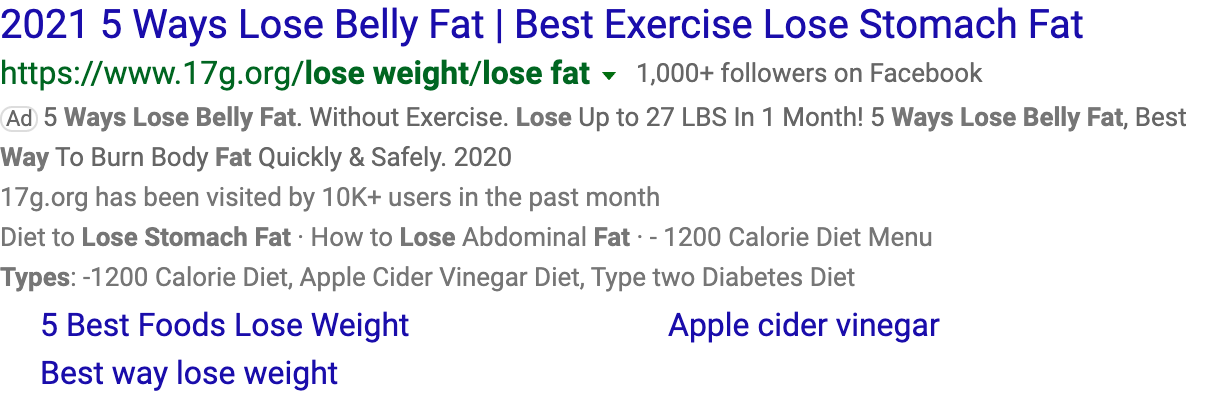 2021 5 Ways Lose Belly Fat | Best Exercise Lose Stomach Fat
https://www.17g.org/lose weight/lose fat 1,000+ followers on Facebook
Ad 5 Ways Lose Belly Fat. Without Exercise. Lose Up to 27 LBS In 1 Month! 5 Ways Lose Belly Fat, Best
Way To Burn Body Fat Quickly & Safely. 2020
17g.org has been visited by 10K+ users in the past month
Diet to Lose Stomach Fat · How to Lose Abdominal Fat · - 1200 Calorie Diet Menu
Types: -1200 Calorie Diet, Apple Cider Vinegar Diet, Type two Diabetes Diet
5 Best Foods Lose Weight Apple cider vinegar
Best way lose weight